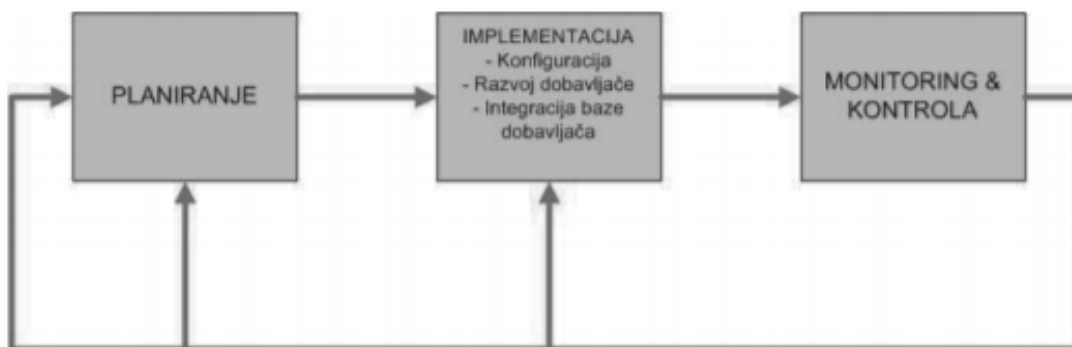 PLANIRANJE
IMPLEMENTACIJA
- Konfiguracija
- Razvoj dobavljače
- Integracija baze
dobavljača
MONITORING &
KONTROLA